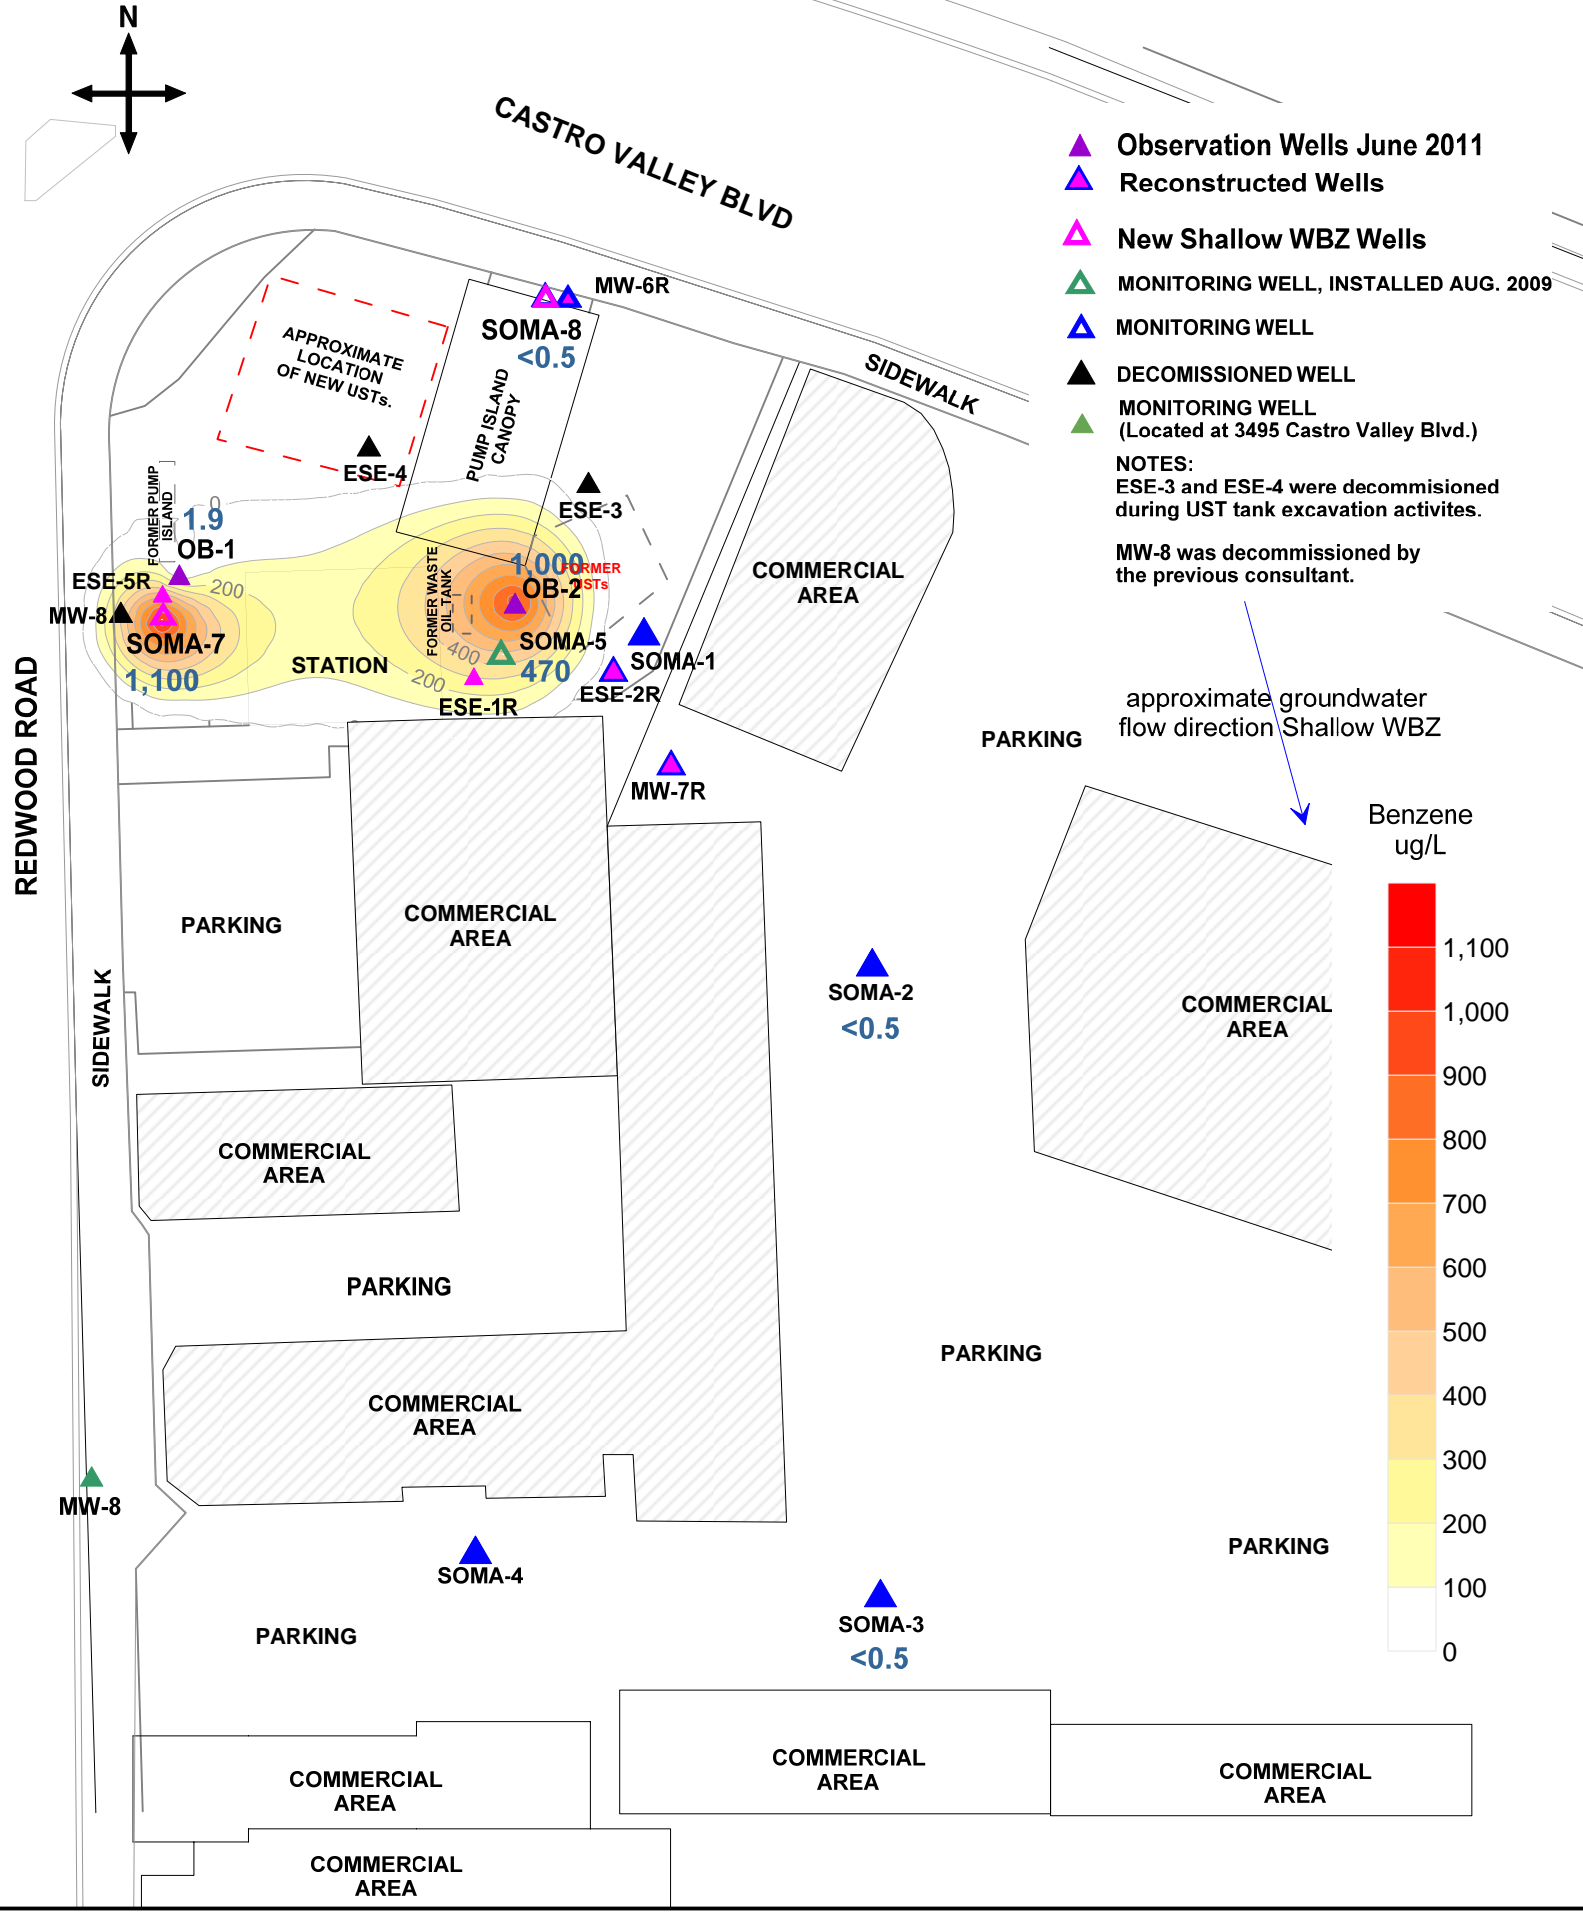 N
CASTRO VALLEY BLVD
Observation Wells June 2011
Reconstructed Wells
New Shallow WBZ Wells
MONITORING WELL, INSTALLED AUG. 2009
MONITORING WELL
DECOMISSIONED WELL
MONITORING WELL
(Located at 3495 Castro Valley Blvd.)
NOTES:
ESE-3 and ESE-4 were decommisioned
during UST tank excavation activites.
MW-8 was decommissioned by
the previous consultant.
approximate groundwater
flow direction Shallow WBZ
MW-6R
SOMA-8
<0.5
APPROXIMATE
LOCATION
OF NEW USTs.
PUMP ISLAND
CANOPY
SIDEWALK
ESE-4
ESE-3
FORMER PUMP
ISLAND
0
1.9
OB-1
ESE-5R
200
MW-8
SOMA-7
1,100
STATION
FORMER WASTE
OIL TANK
1,000
FORMER
USTs
OB-2
SOMA-5
470
400
200
ESE-1R
SOMA-1
ESE-2R
MW-7R
COMMERCIAL
AREA
PARKING
REDWOOD ROAD
SIDEWALK
PARKING
COMMERCIAL
AREA
SOMA-2
<0.5
COMMERCIAL
AREA
Benzene
ug/L
1,100
1,000
900
800
700
600
500
400
300
200
100
0
COMMERCIAL
AREA
PARKING
PARKING
COMMERCIAL
AREA
MW-8
SOMA-4
PARKING
PARKING
SOMA-3
<0.5
COMMERCIAL
AREA
COMMERCIAL
AREA
COMMERCIAL
AREA
COMMERCIAL
AREA